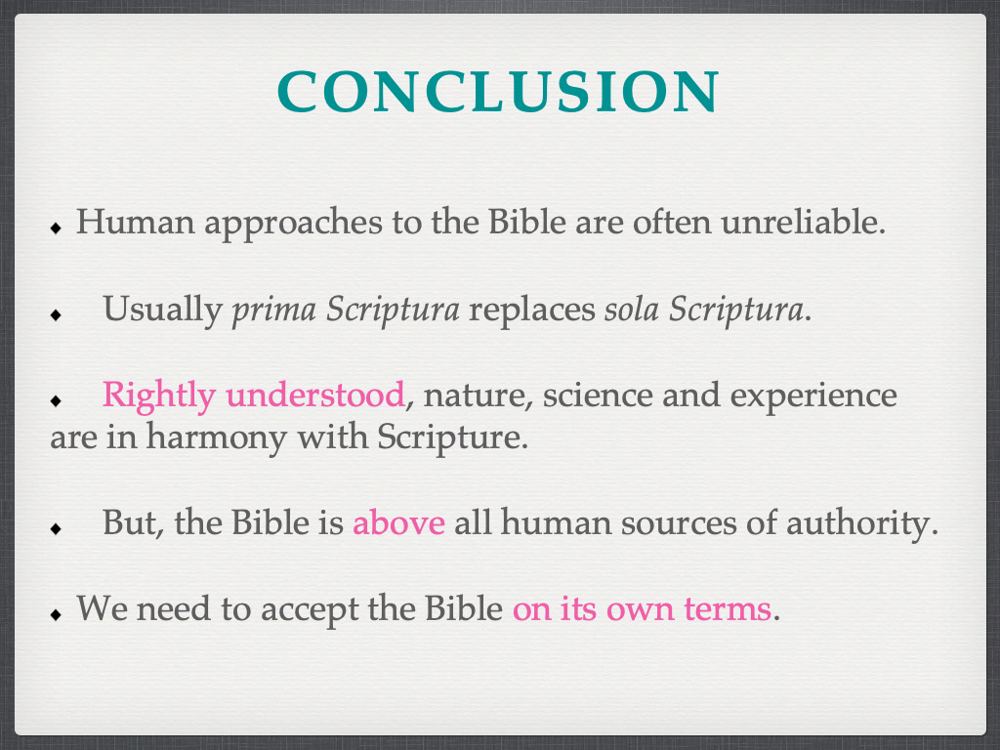 CONCLUSION
◆ Human approaches to the Bible are often unreliable.
◆ Usually prima Scriptura replaces sola Scriptura.
◆ Rightly understood, nature, science and experience
are in harmony with Scripture.
◆ But, the Bible is above all human sources of authority.
◆ We need to accept the Bible on its own terms.